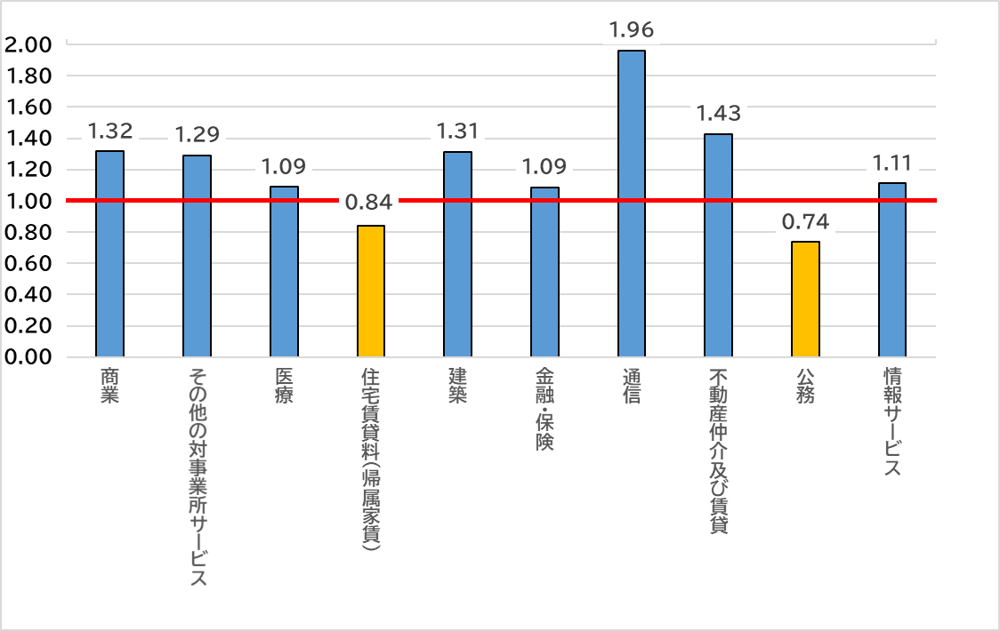 2.00
1.80
1.60
1.40
1.20
1.00
0.80
0.60
0.40
0.20
0.00
1.32
1.29
1.09
0.84
1.31
1.09
1.96
1.43
0.74
1.11
商業
その他の対事業所サービス
医療
住宅賃貸料(帰属家賃)
建築
金融・保険
通信
不動産仲介及び賃貸
公務
情報サービス